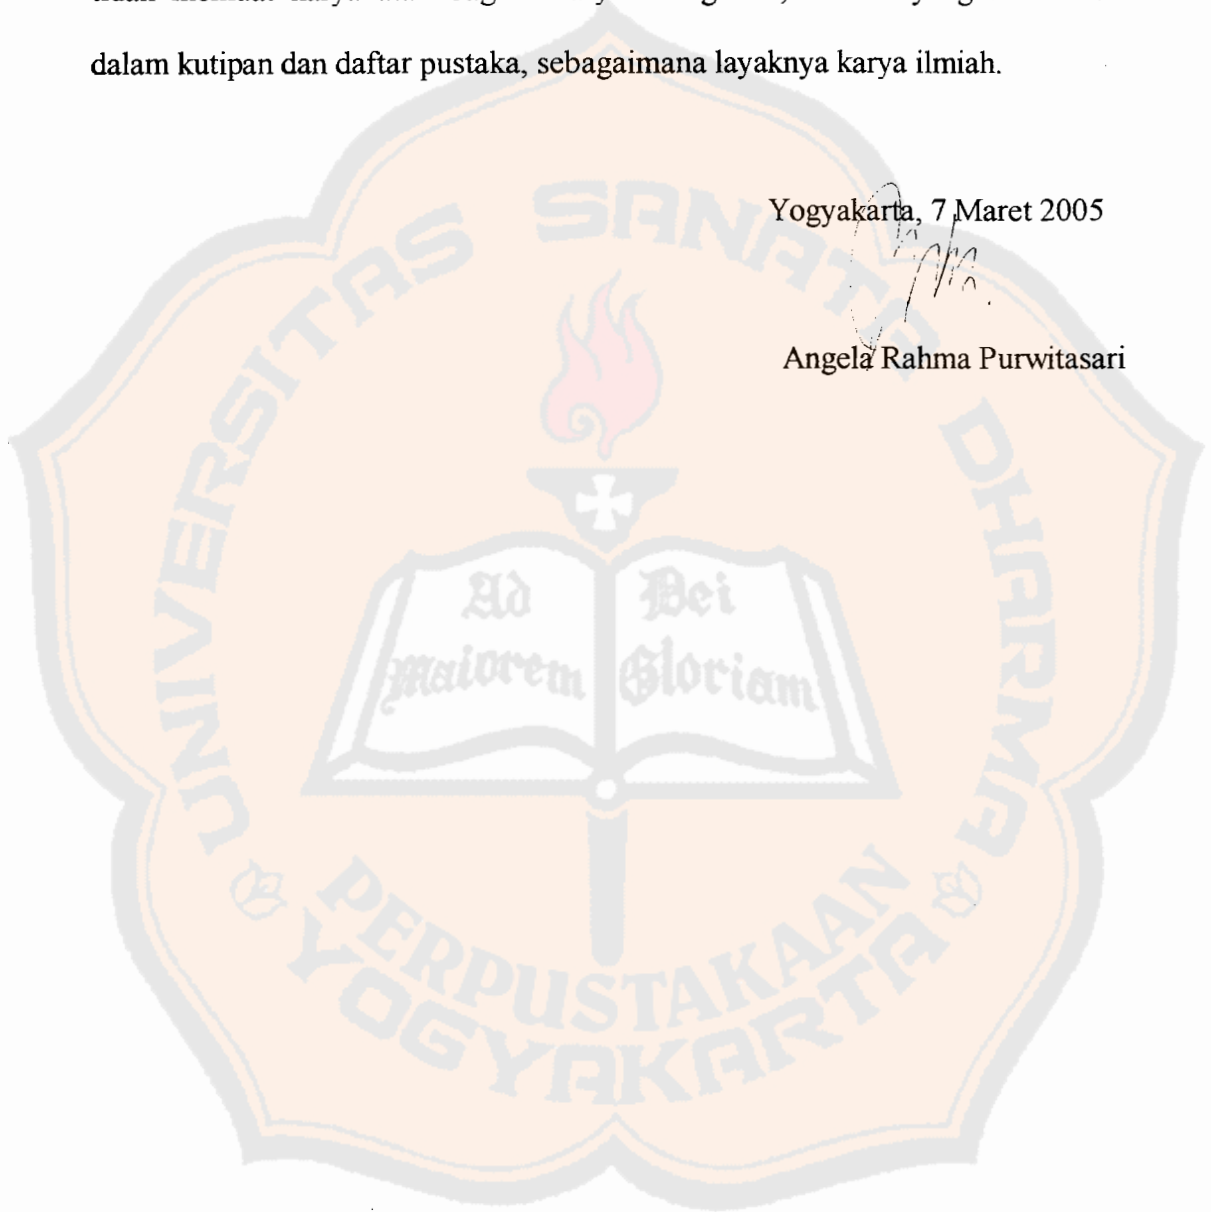 dalam kutipan dan daftar pustaka, sebagaimana layaknya karya ilmiah.
Yogyakarta, 7 Maret 2005
Angela Rahma Purwitasari
UNIVERSITAS SANATA DHARMA
Ad
maiorem
Dei
Gloriam
PERPUSTAKAAN
YOGYAKARTA